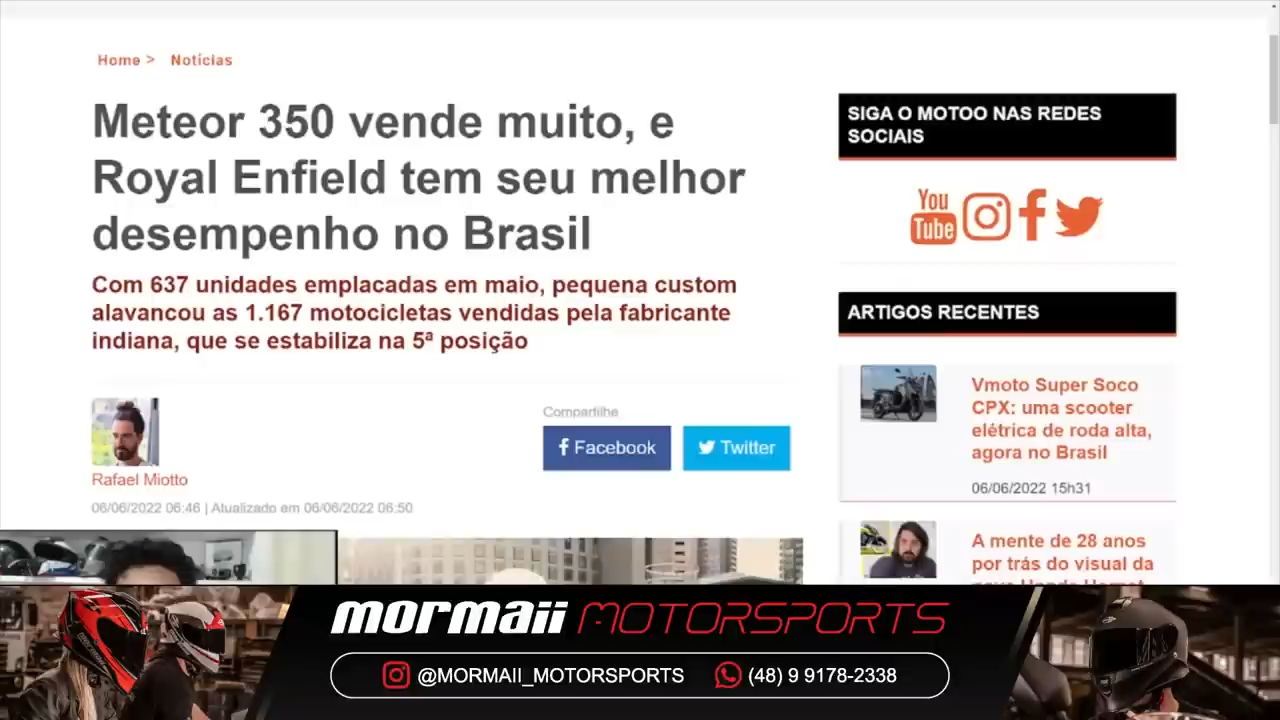 Home > Notícias
Meteor 350 vende muito, e
Royal Enfield tem seu melhor
desempenho no Brasil
Com 637 unidades emplacadas em maio, pequena custom
alavancou as 1.167 motocicletas vendidas pela fabricante
indiana, que se estabiliza na 5ª posição
Rafael Miotto
06/06/2022 06:46 | Atualizado em 06/06/2022 06:50
Compartilhe
Facebook
Twitter
SIGA O MOTOO NAS REDES
SOCIAIS
You
Tube
ARTIGOS RECENTES
Vmoto Super Soco
CPX: uma scooter
elétrica de roda alta,
agora no Brasil
06/06/2022 15h31
A mente de 28 anos
por trás do visual da
nova Honda Hornet
mormaii MOTORSPORTS
@MORMAII_MOTORSPORTS
(48) 9 9178-2338